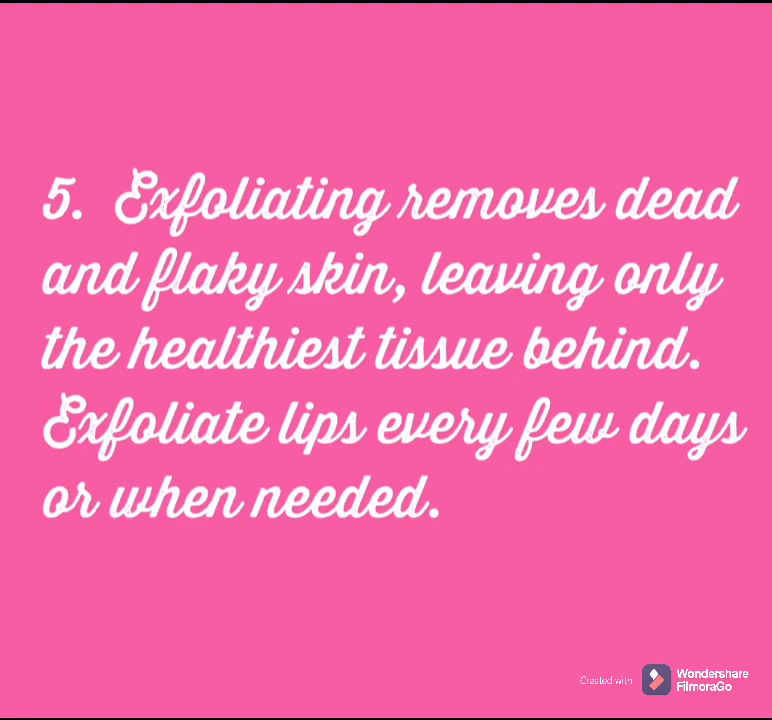 5. Exfoliating removes dead
and flaky skin, leaving only
the healthiest tissue behind.
Exfoliate lips every few days
or when needed.
Created with
Wondershare
FilmoraGo